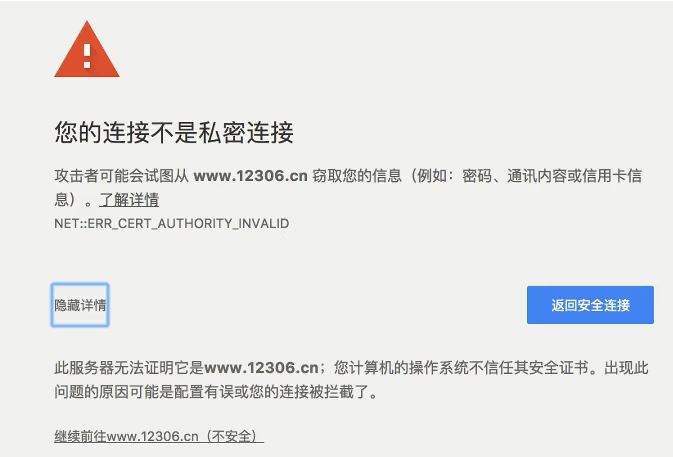 您的连接不是私密连接
攻击者可能会试图从 www.12306.cn 窃取您的信息（例如：密码、通讯内容或信用卡信
息）。了解详情
NET::ERR_CERT_AUTHORITY_INVALID
隐藏详情
返回安全连接
此服务器无法证明它是www.12306.cn；您计算机的操作系统不信任其安全证书。出现此
问题的原因可能是配置有误或您的连接被拦截了。
继续前往www.12306.cn（不安全）